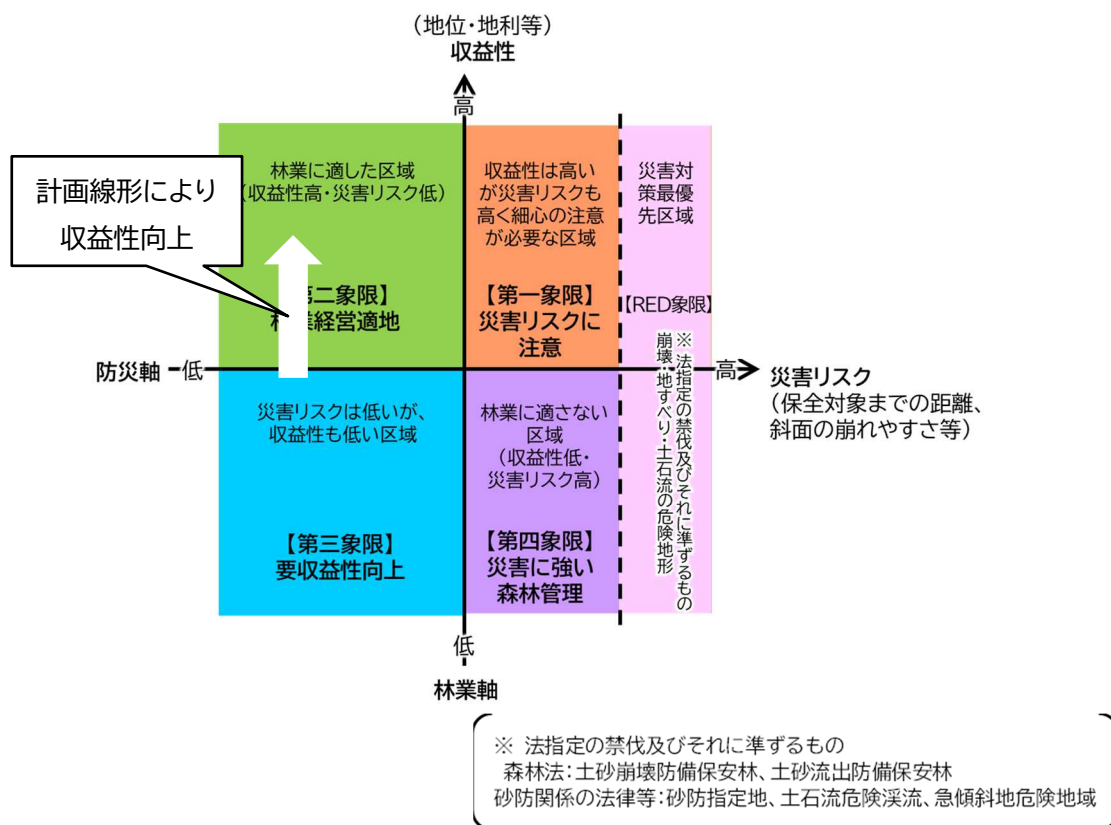 (地位・地利等)
収益性
高
林業に適した区域
(収益性高・災害リスク低)
計画線形により
収益性向上
二象限】
経営適地
収益性は高い
が災害リスクも
高く細心の注意
が必要な区域
【第一象限】
災害リスクに
注意
災害対
策最優
先区域
【RED象限】
※ 法指定の禁伐及びそれに準ずるもの
崩壊・地すべり・土石流の危険地形
防災軸
低
高
災害リスク
(保全対象までの距離、
斜面の崩れやすさ等)
災害リスクは低いが、
収益性も低い区域
【第三象限】
要収益性向上
林業に適さない
区域
(収益性低・
災害リスク高)
【第四象限】
災害に強い
森林管理
低
林業軸
※ 法指定の禁伐及びそれに準ずるもの
森林法:土砂崩壊防備保安林、土砂流出防備保安林
砂防関係の法律等:砂防指定地、土石流危険渓流、急傾斜地危険地域